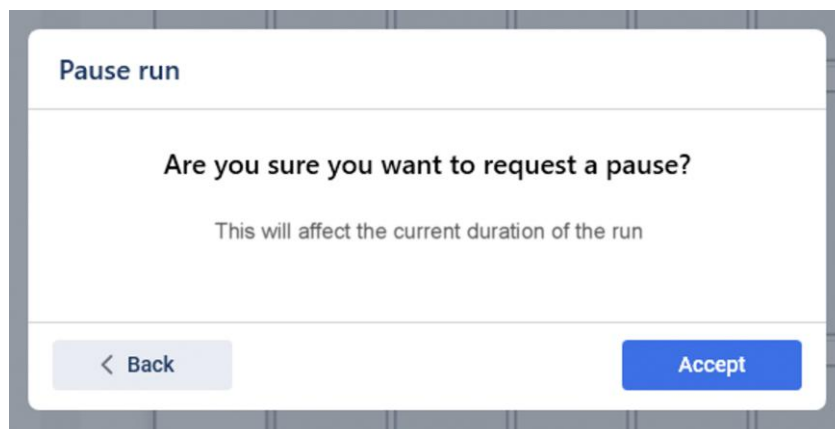 Pause run
Are you sure you want to request a pause?
This will affect the current duration of the run
Back
Accept